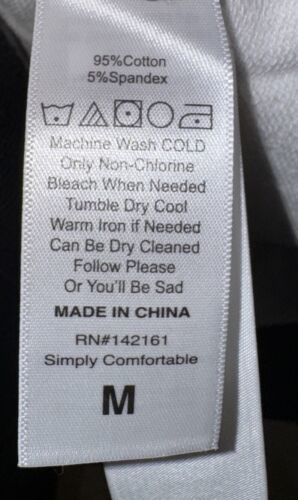 95%Cotton
5%Spandex
Machine Wash COLD
Only Non-Chlorine
Bleach When Needed
Tumble Dry Cool
Warm Iron if Needed
Can Be Dry Cleaned
Follow Please
Or You'll Be Sad
MADE IN CHINA
RN#142161
Simply Comfortable
M